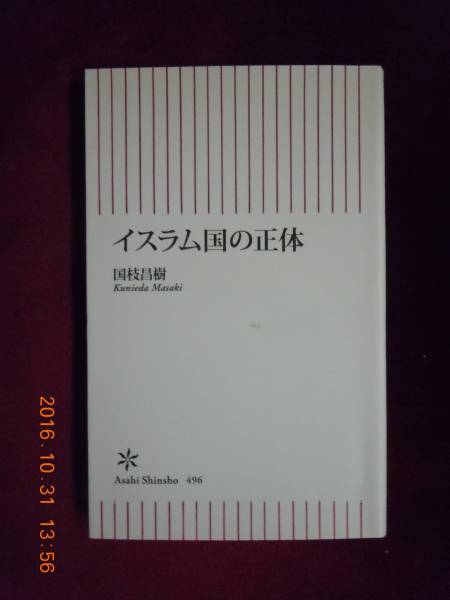 イスラム国の正体
国枝昌樹
Kunieda Masaki
Asahi Shinsho 496
2016.10.31 13:56